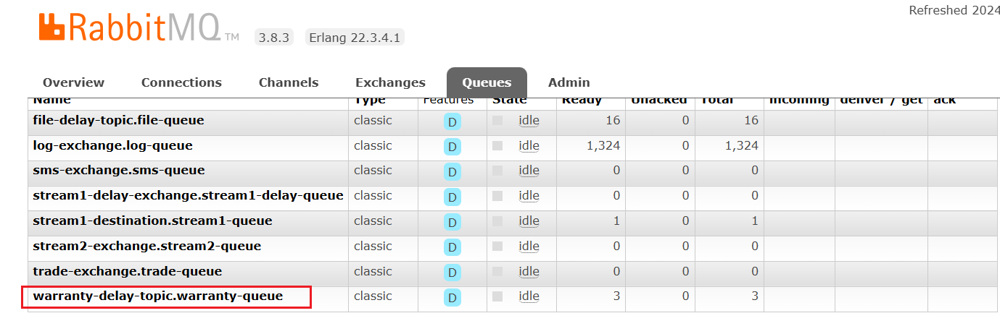 Refreshed 2024
RabbitMQ TM 3.8.3 Erlang 22.3.4.1
Overview Connections Channels Exchanges Queues Admin
Name Type Features State Ready Unacked Total incoming deliver / get ack
file-delay-topic.file-queue classic D idle 16 0 16
log-exchange.log-queue classic D idle 1,324 0 1,324
sms-exchange.sms-queue classic D idle 0 0 0
stream1-delay-exchange.stream1-delay-queue classic D idle 0 0 0
stream1-destination.stream1-queue classic D idle 1 0 1
stream2-exchange.stream2-queue classic D idle 0 0 0
trade-exchange.trade-queue classic D idle 0 0 0
warranty-delay-topic.warranty-queue classic D idle 3 0 3